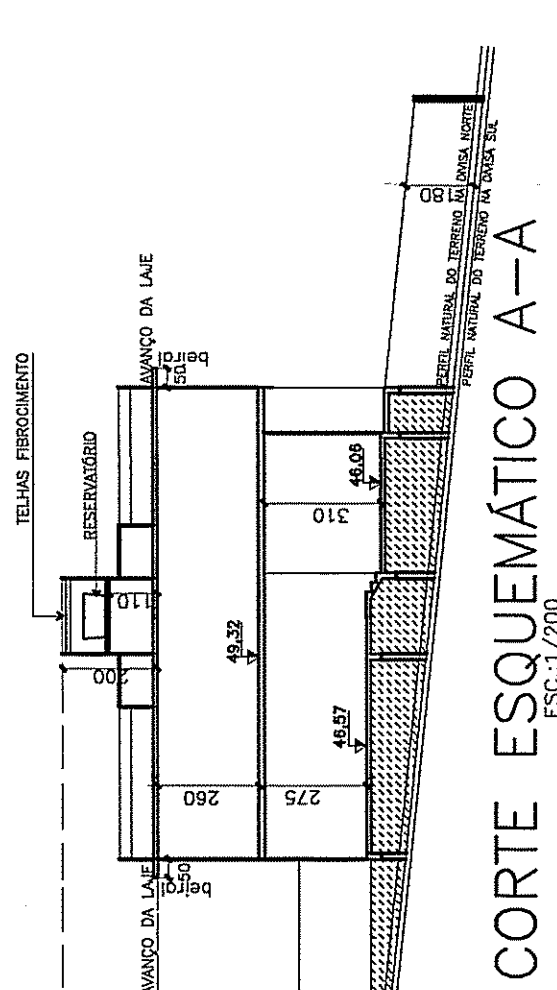 TELHAS FIBROCIMENTO
RESERVATÓRIO
AVANÇO DA LAJE
50
beiral
110
200
49,32
46,06
310
46,57
260
275
AVANÇO DA LAJE
50
beiral
180
PERFIL NATURAL DO TERRENO NA DIVISA NORTE
PERFIL NATURAL DO TERRENO NA DIVISA SUL
CORTE ESQUEMÁTICO A-A
ESC.:1/200